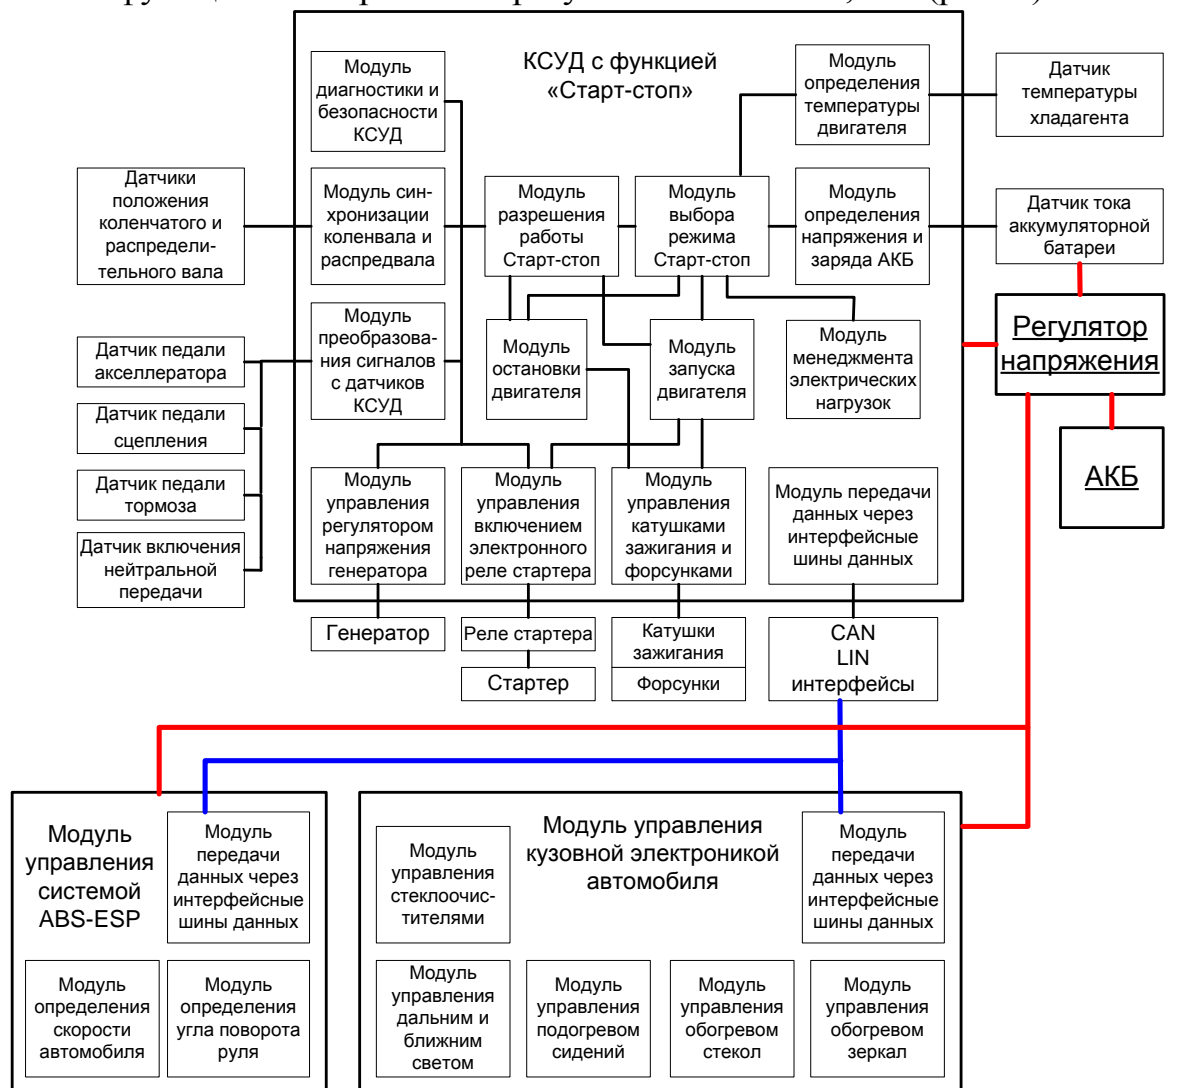 КСУД с функцией
«Старт-стоп»
Модуль
диагностики и
безопасности
КСУД
Модуль
определения
температуры
двигателя
Датчик
температуры
хладагента
Датчики
положения
коленчатого и
распредели-
тельного вала
Модуль син-
хронизации
коленвала и
распредвала
Модуль
разрешения
работы
Старт-стоп
Модуль
выбора
режима
Старт-стоп
Модуль
определения
напряжения и
заряда АКБ
Датчик тока
аккумуляторной
батареи
Регулятор
напряжения
АКБ
Датчик педали
акселлератора
Датчик педали
сцепления
Датчик педали
тормоза
Датчик включения
нейтральной
передачи
Модуль
преобразова-
ния сигналов
с датчиков
КСУД
Модуль
остановки
двигателя
Модуль
запуска
двигателя
Модуль
менеджмента
электрических
нагрузок
Модуль
управления
регулятором
напряжения
генератора
Модуль
управления
включением
электронного
реле стартера
Модуль
управления
катушками
зажигания и
форсунками
Модуль передачи
данных через
интерфейсные
шины данных
Генератор
Реле стартера
Стартер
Катушки
зажигания
Форсунки
CAN
LIN
интерфейсы
Модуль
управления
системой
ABS-ESP
Модуль
передачи
данных через
интерфейсные
шины данных
Модуль
определения
скорости
автомобиля
Модуль
определения
угла поворота
руля
Модуль управления
кузовной электроникой
автомобиля
Модуль
управления
стеклоочис-
тителями
Модуль
передачи
данных через
интерфейсные
шины данных
Модуль
управления
дальним и
ближним
светом
Модуль
управления
подогревом
сидений
Модуль
управления
обогревом
стекол
Модуль
управления
обогревом
зеркал